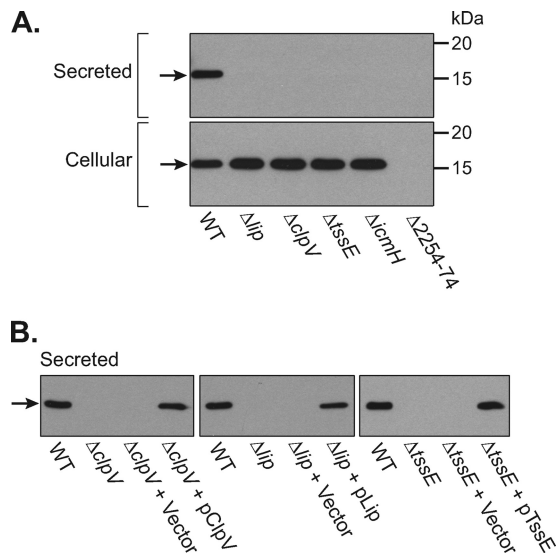 A.
kDa
Secreted
20
15
Cellular
20
15
WT
Δlip
ΔclpV
ΔtssE
ΔicmH
Δ2254-74
B.
Secreted
WT
ΔclpV
ΔclpV + Vector
ΔclpV + pClpV
WT
Δlip
Δlip + Vector
Δlip + pLip
WT
ΔtssE
ΔtssE + Vector
ΔtssE + pTssE